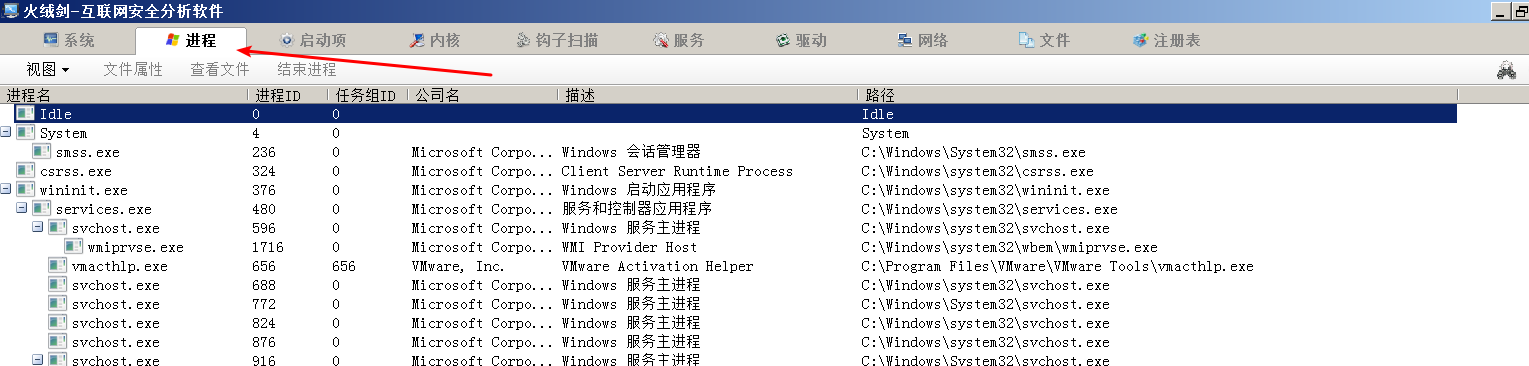 火绒剑-互联网安全分析软件
系统 进程 启动项 内核 钩子扫描 服务 驱动 网络 文件 注册表
视图 文件属性 查看文件 结束进程
进程名 进程ID 任务组ID 公司名 描述 路径
Idle 0 0 Idle
System 4 0 System
smss.exe 236 0 Microsoft Corpo... Windows 会话管理器 C:\Windows\System32\smss.exe
csrss.exe 324 0 Microsoft Corpo... Client Server Runtime Process C:\Windows\system32\csrss.exe
wininit.exe 376 0 Microsoft Corpo... Windows 启动应用程序 C:\Windows\system32\wininit.exe
services.exe 480 0 Microsoft Corpo... 服务和控制器应用程序 C:\Windows\system32\services.exe
svchost.exe 596 0 Microsoft Corpo... Windows 服务主进程 C:\Windows\system32\svchost.exe
wmiprvse.exe 1716 0 Microsoft Corpo... WMI Provider Host C:\Windows\system32\wbem\wmiprvse.exe
vmacthlp.exe 656 656 VMware, Inc. VMware Activation Helper C:\Program Files\VMware\VMware Tools\vmacthlp.exe
svchost.exe 688 0 Microsoft Corpo... Windows 服务主进程 C:\Windows\system32\svchost.exe
svchost.exe 772 0 Microsoft Corpo... Windows 服务主进程 C:\Windows\System32\svchost.exe
svchost.exe 824 0 Microsoft Corpo... Windows 服务主进程 C:\Windows\system32\svchost.exe
svchost.exe 876 0 Microsoft Corpo... Windows 服务主进程 C:\Windows\system32\svchost.exe
svchost.exe 916 0 Microsoft Corpo... Windows 服务主进程 C:\Windows\System32\svchost.exe